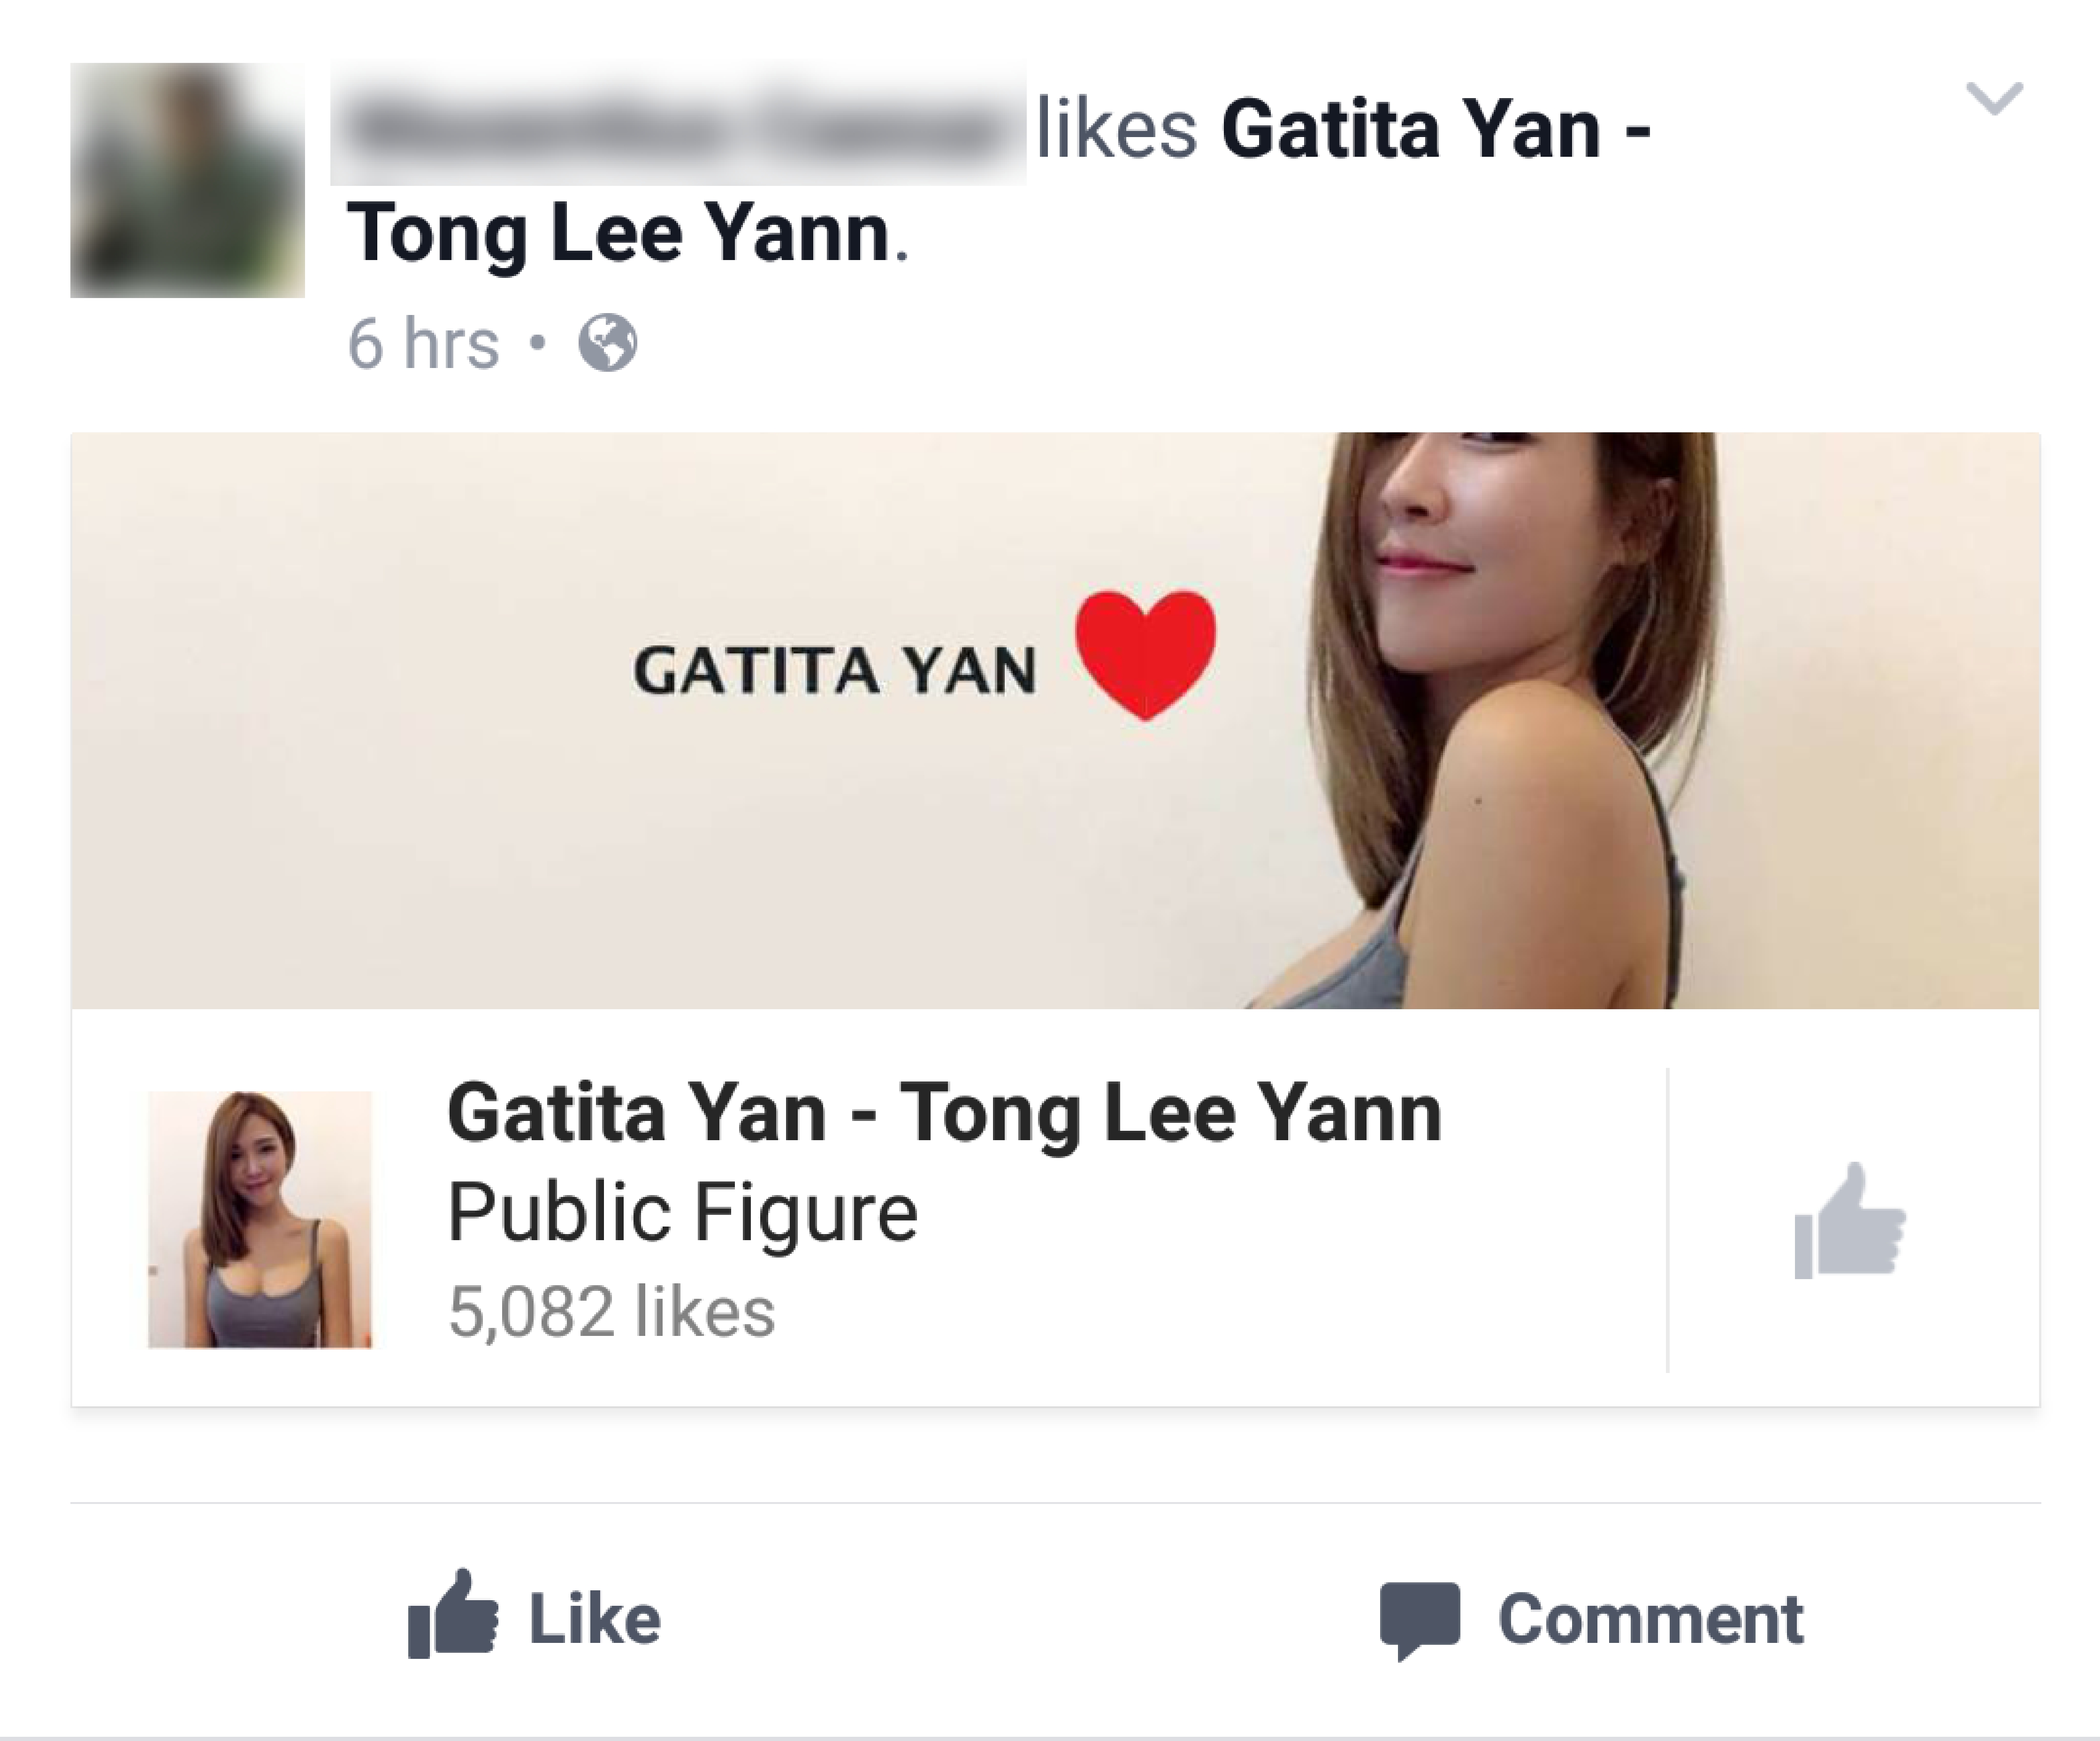 likes Gatita Yan -
Tong Lee Yann.
6 hrs •
GATITA YAN
Gatita Yan - Tong Lee Yann
Public Figure
5,082 likes
Like
Comment